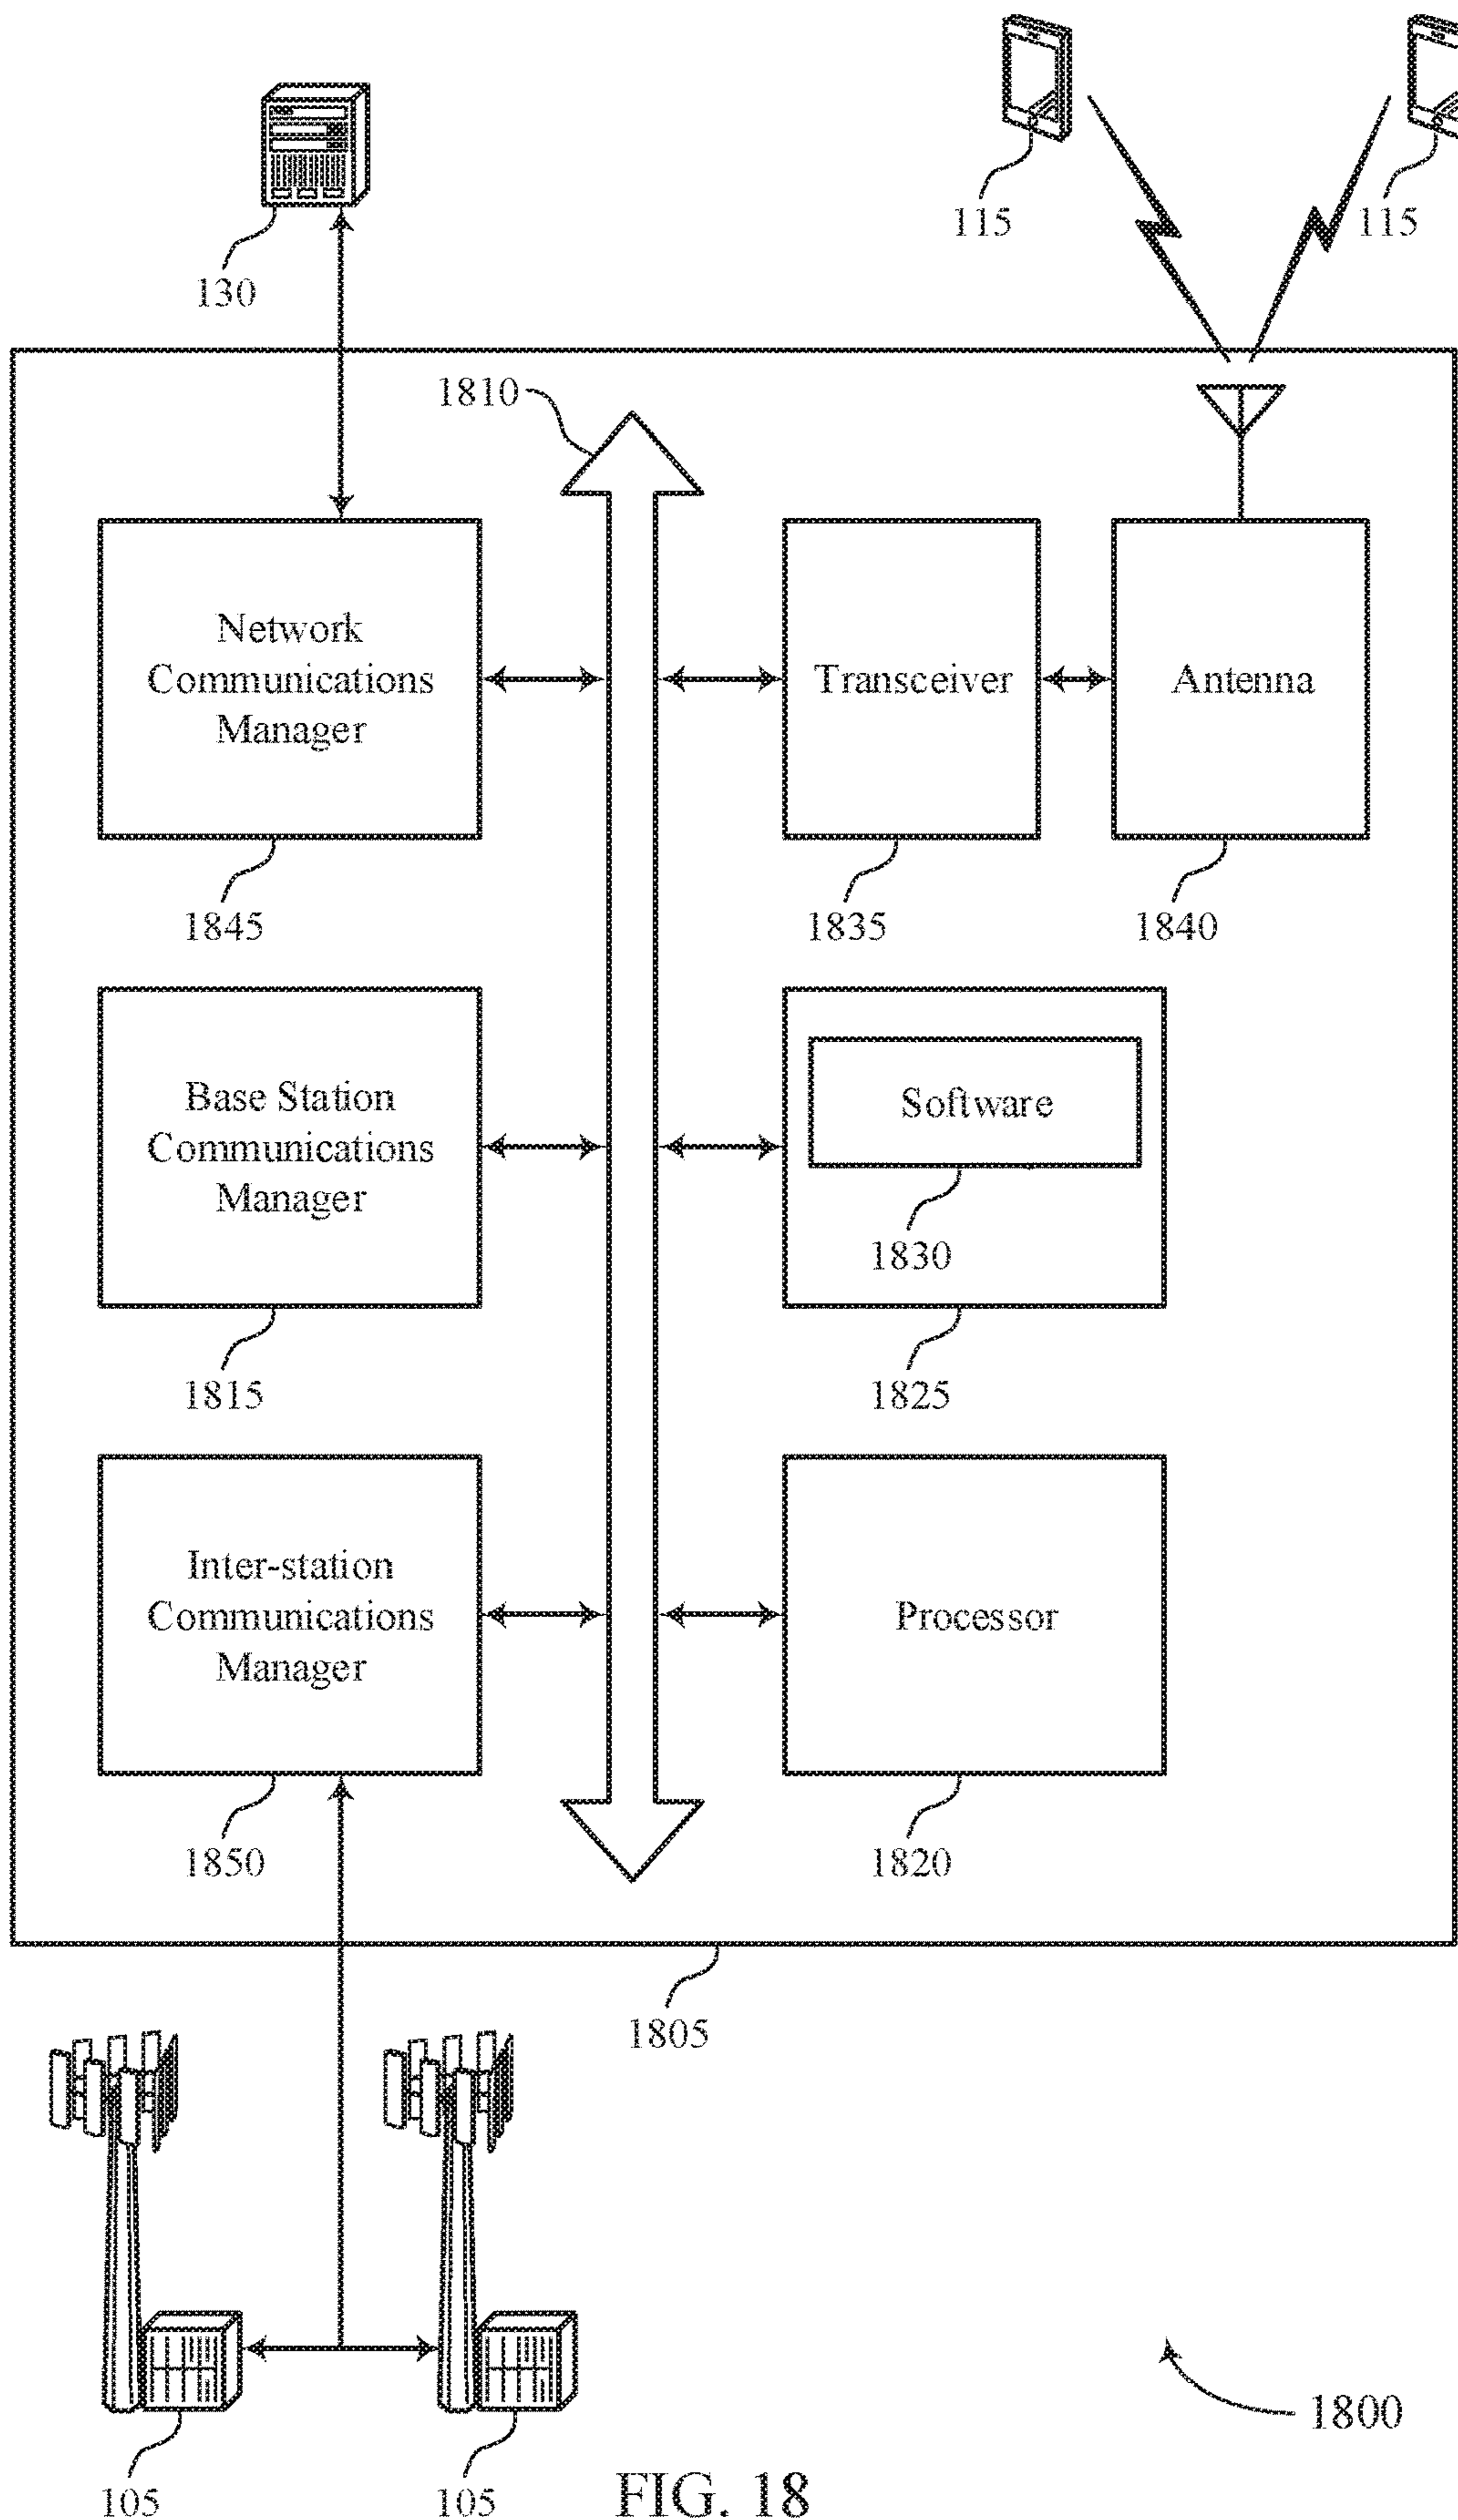 115
115
130
1810
Network
Communications
Manager
Transceiver
Antenna
1845
1835
1840
Base Station
Communications
Manager
Software
1830
1815
1825
Inter-station
Communications
Manager
Processor
1850
1820
1805
1800
105
105
FIG. 18